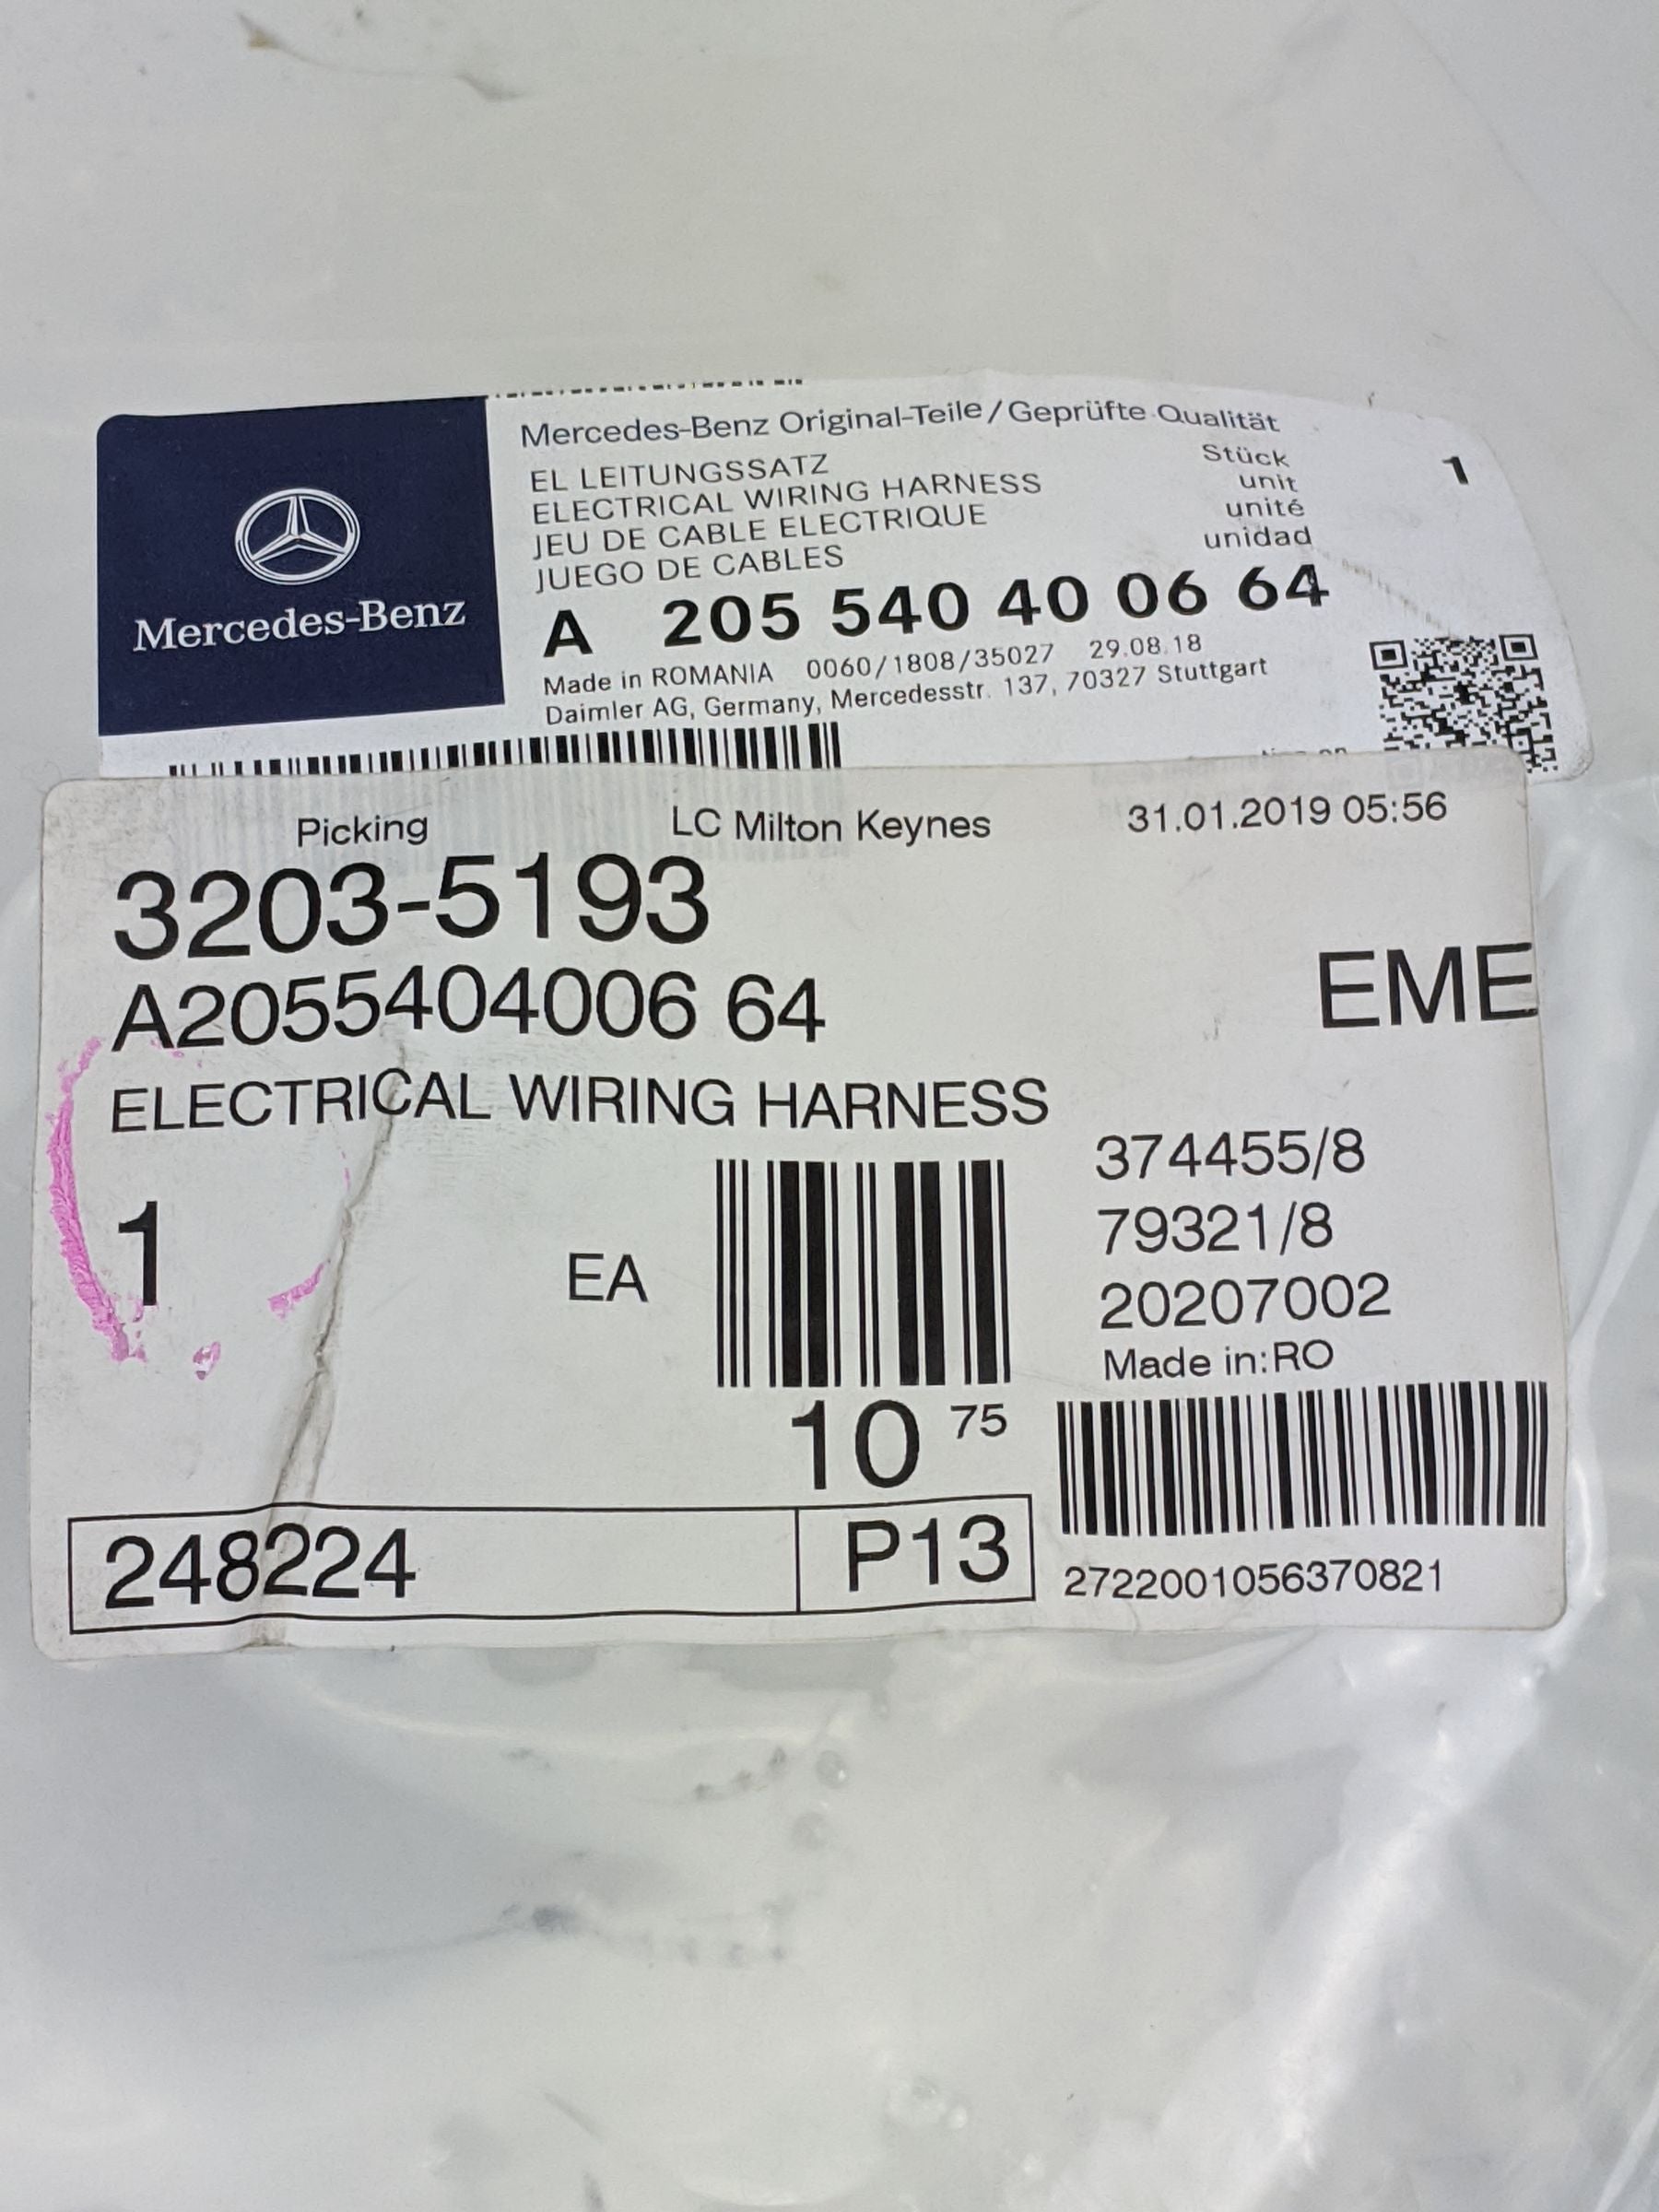 Mercedes-Benz
Mercedes-Benz Original-Teile/Geprüfte Qualität
EL LEITUNGSSATZ
ELECTRICAL WIRING HARNESS
JEU DE CABLE ELECTRIQUE
JUEGO DE CABLES
Stück 1
unit
unité
unidad
A 205 540 40 06 64
Made in ROMANIA 0060/1808/35027 29.08.18
Daimler AG, Germany, Mercedesstr. 137, 70327 Stuttgart
Picking LC Milton Keynes 31.01.2019 05:56
3203-5193
A2055404006 64 EME
ELECTRICAL WIRING HARNESS
374455/8
79321/8
20207002
Made in:RO
1 EA
10 75
248224 P13
2722001056370821